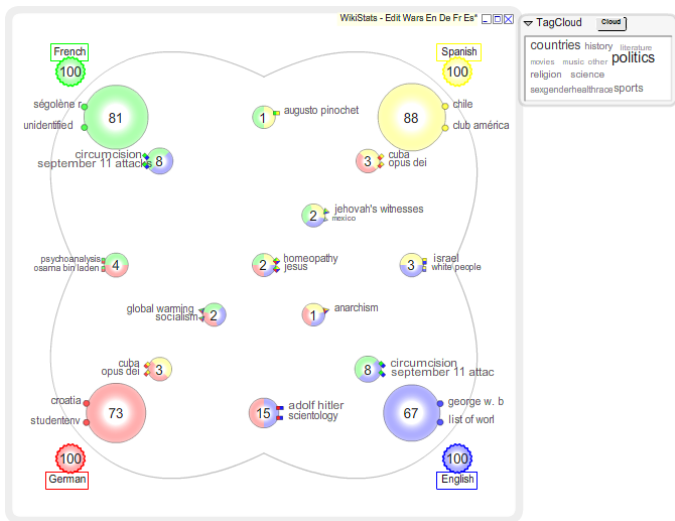 WikiStats - Edit Wars En De Fr Es*
TagCloud
Cloud
countries history literature
movies music other politics
religion science
sexgenderhealthrace sports
French
100
Spanish
100
ségolène r
81
unidentified
1
augusto pinochet
88
chile
club américa
circumcision
september 11 attacks
8
3
cuba
opus dei
2
jehovah's witnesses
mexico
psychoanalysis
osama bin laden
4
2
homeopathy
jesus
3
israel
white people
global warming
socialism
2
1
anarchism
cuba
opus dei
3
8
circumcision
september 11 attac
croatia
studentenv
73
15
adolf hitler
scientology
67
george w. b
list of worl
100
German
100
English